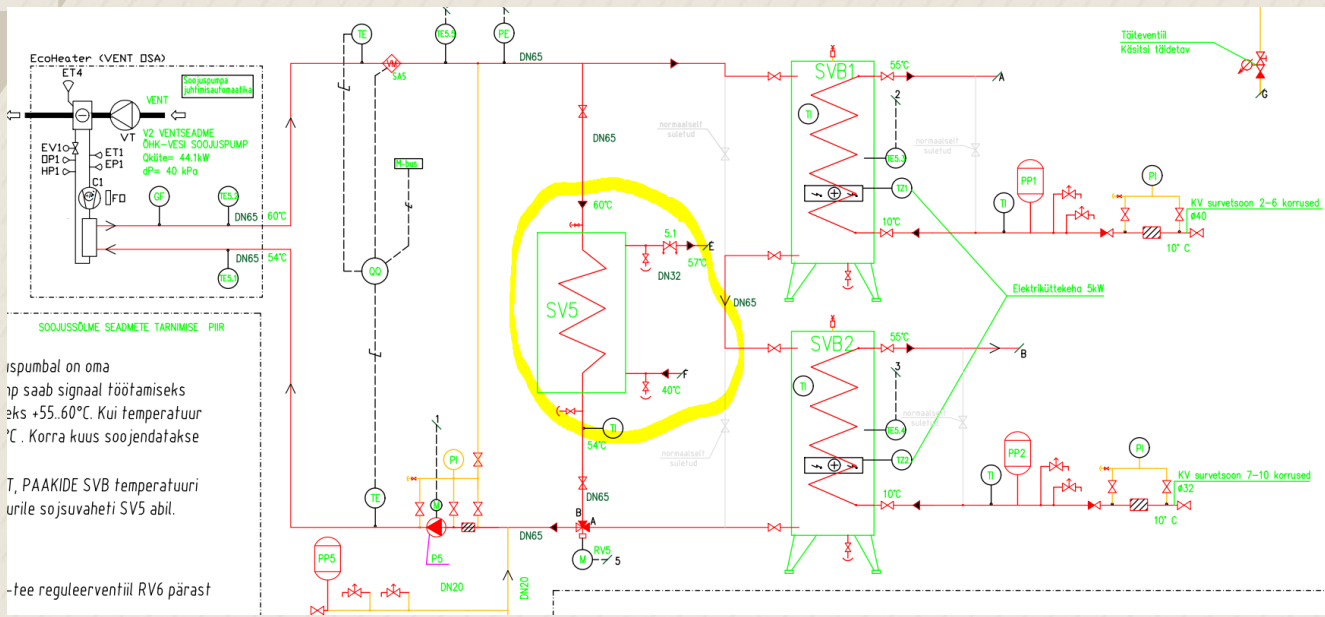 EcoHeater (VENT ÕSA)
ET4
Soojuspumpa
juhtimisautomaatika
VENT
VT
V2 VENTSEADME
ÕHK-VESI SOOJUSPUMP
Qküte= 44.1kW
dP= 40 kPa
EV1
HP1
ET1
EP1
C1
GF
TE5.2
DN65
60°C
54°C
DN65
TE5.1
SOOJUSSÕLME SEADMETE TARNIMISE PIIR
uspumbal on oma
mp saab signaal töötamiseks
eks +55..60°C. Kui temperatuur
°C . Korra kuus soojendatakse
T, PAAKIDE SVB temperatuuri
urile sojsuvaheti SV5 abil.
-tee reguleerventiil RV6 pärast
TE
TE5.5
PE
DN65
SA5
M-bus
QQ
TE
1
PI
M
P5
PP5
DN20
DN20
DN65
DN65
60°C
SV5
5.1
E
57°C
DN32
F
40°C
TI
54°C
DN65
B
A
M
RV5
5
DN65
normaalselt
suletud
normaalselt
suletud
DN65
SVB1
55°C
A
TI
2
TE5.3
TZ1
10°C
normaalselt
suletud
TI
PP1
PI
KV survetsoon 2-6 korrused
ø40
10° C
Elektriküttekeha 5kW
SVB2
55°C
B
TI
3
TE5.4
TZ2
10°C
normaalselt
suletud
TI
PP2
PI
KV survetsoon 7-10 korrused
ø32
10° C
Täiteventiil
Käsitsi täidetav
G